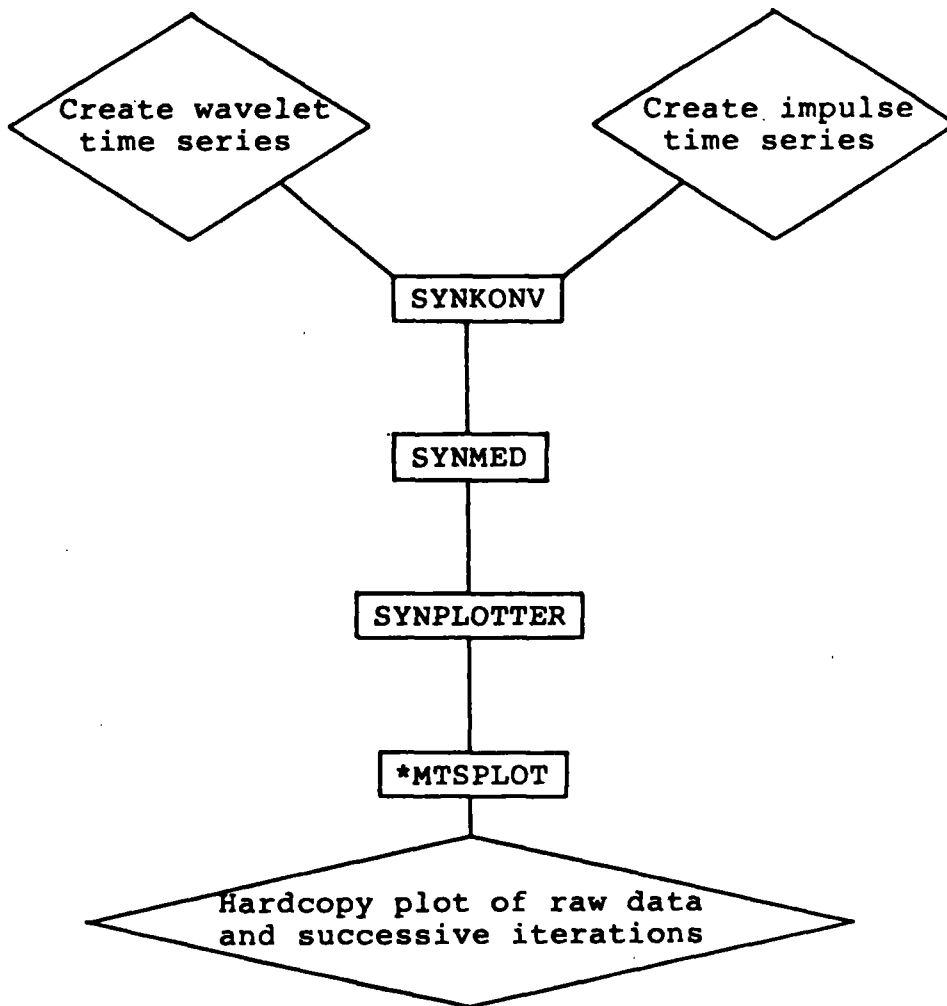 Create wavelet
time series
Create impulse
time series
SYNKONV
SYNMED
SYNPLOTTER
*MTSPLOT
Hardcopy plot of raw data
and successive iterations